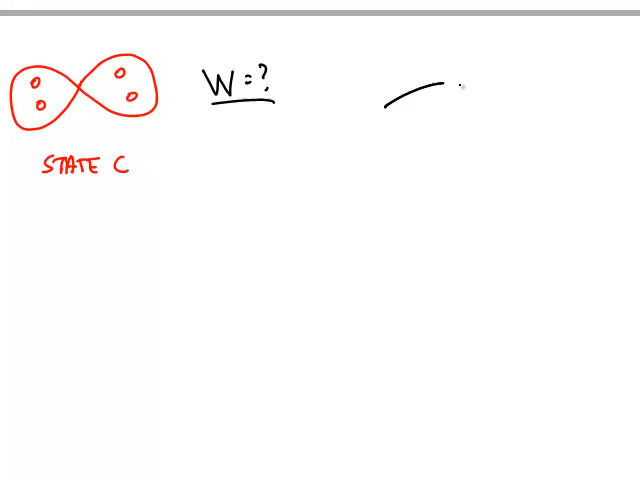 W = ?
STATE C